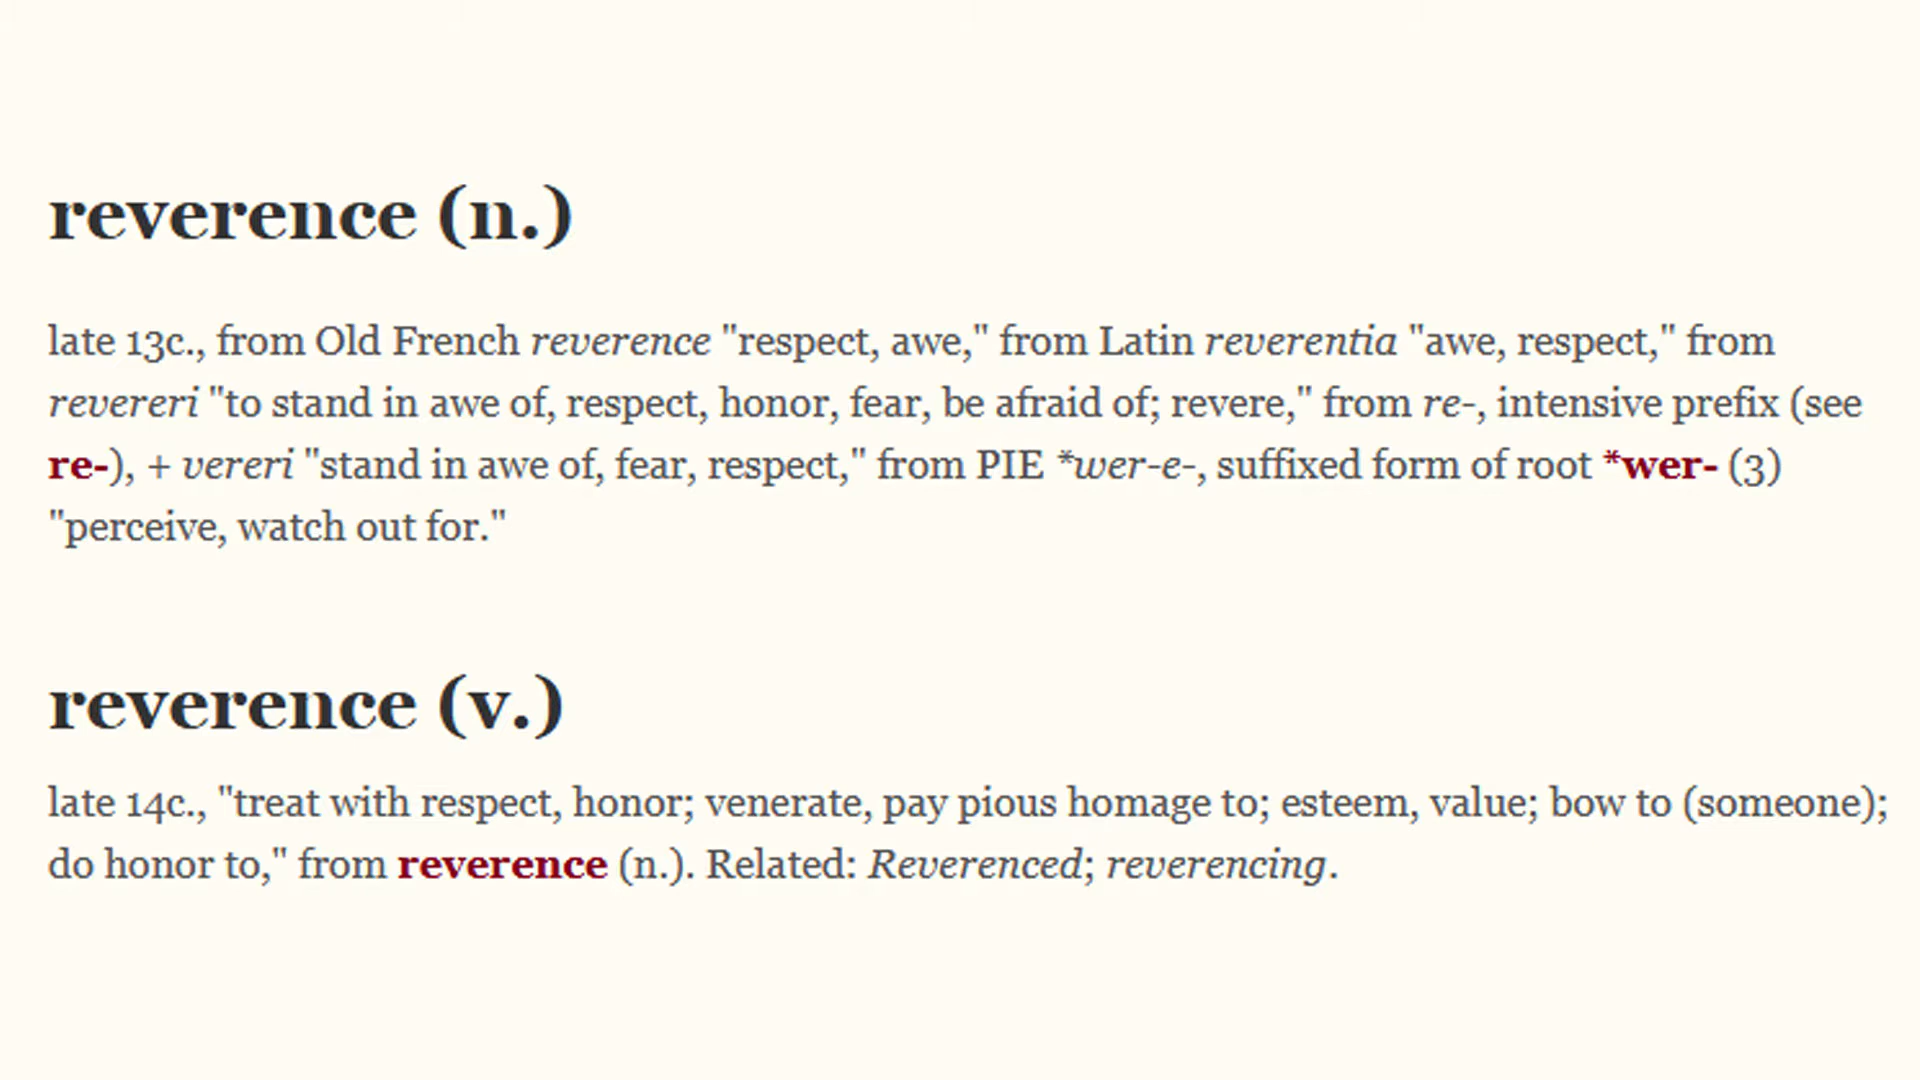 reverence (n.)
late 13c., from Old French reverence "respect, awe," from Latin reverentia "awe, respect," from
revereri "to stand in awe of, respect, honor, fear, be afraid of; revere," from re-, intensive prefix (see
re-), + vereri "stand in awe of, fear, respect," from PIE *wer-e-, suffixed form of root *wer- (3)
"perceive, watch out for."
reverence (v.)
late 14c., "treat with respect, honor; venerate, pay pious homage to; esteem, value; bow to (someone);
do honor to," from reverence (n.). Related: Reverenced; reverencing.